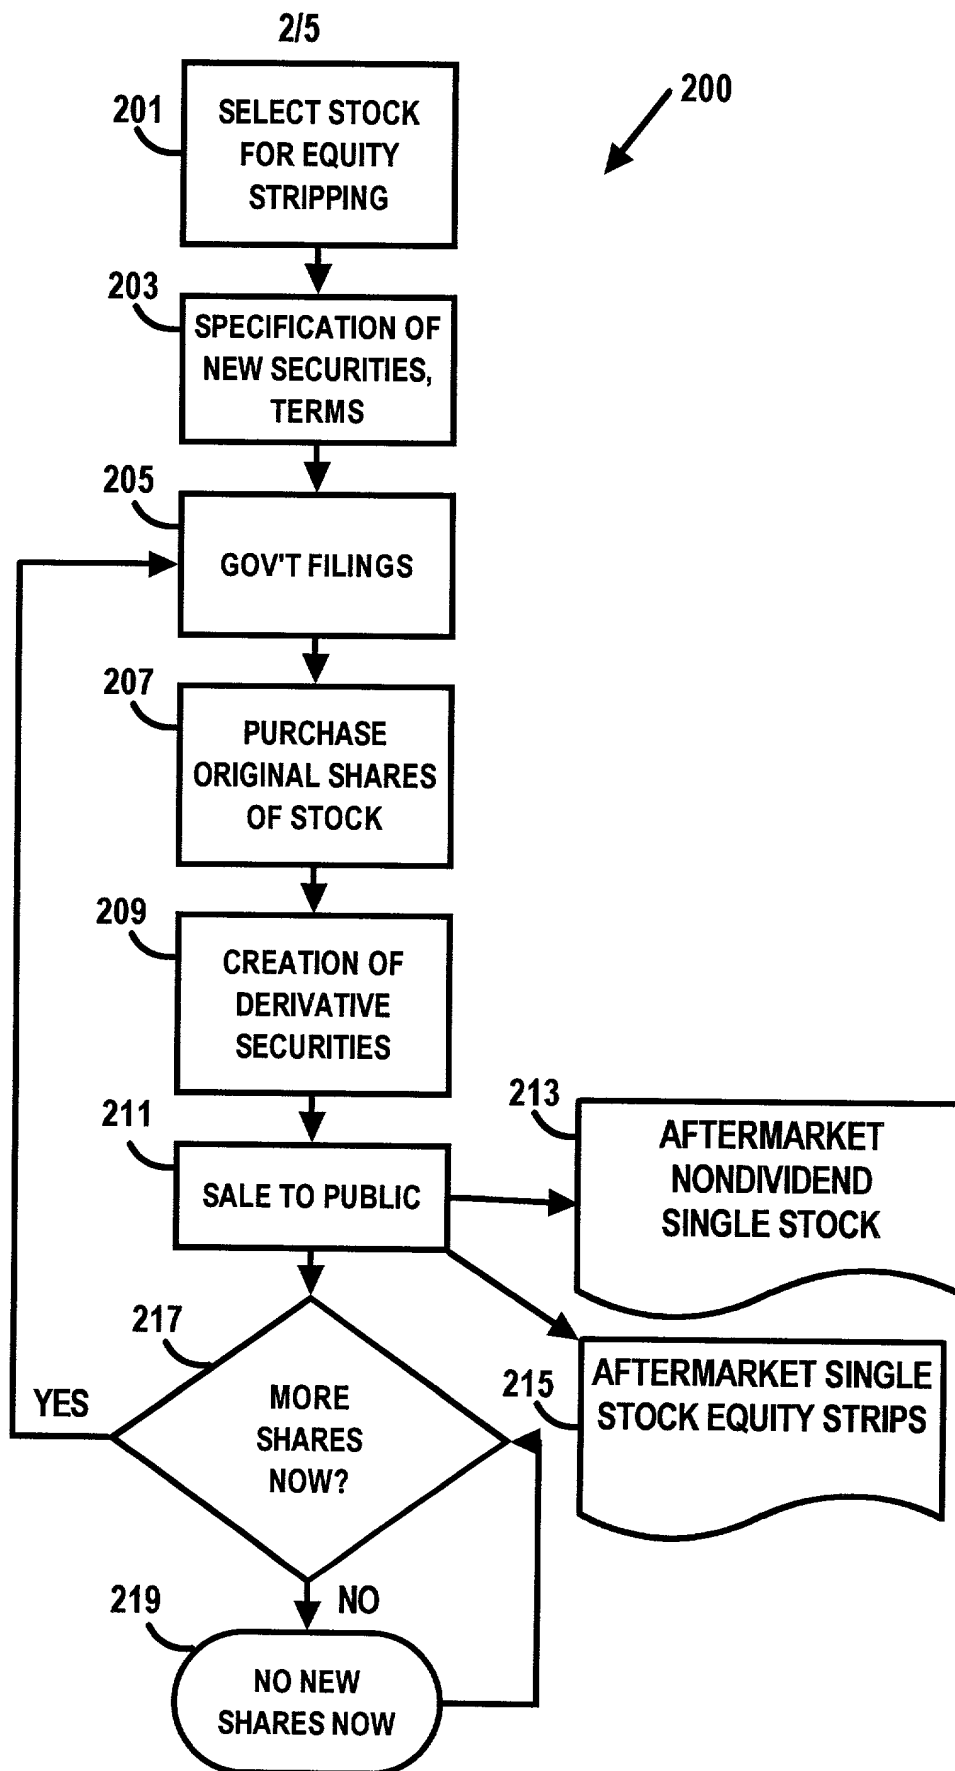 2/5
200
201
SELECT STOCK
FOR EQUITY
STRIPPING
203
SPECIFICATION OF
NEW SECURITIES,
TERMS
205
GOV'T FILINGS
207
PURCHASE
ORIGINAL SHARES
OF STOCK
209
CREATION OF
DERIVATIVE
SECURITIES
211
SALE TO PUBLIC
213
AFTERMARKET
NONDIVIDEND
SINGLE STOCK
215
AFTERMARKET SINGLE
STOCK EQUITY STRIPS
217
MORE
SHARES
NOW?
YES
NO
219
NO NEW
SHARES NOW